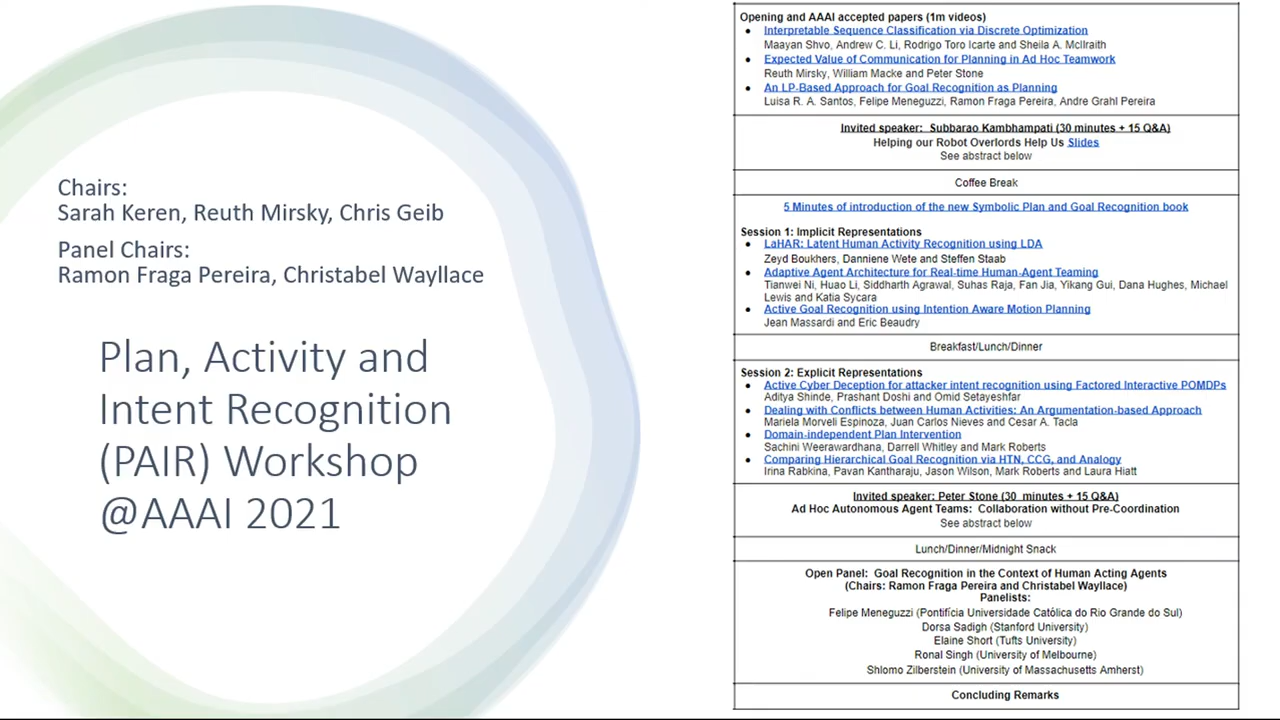 Chairs:
Sarah Keren, Reuth Mirsky, Chris Geib
Panel Chairs:
Ramon Fraga Pereira, Christabel Wayllace
Plan, Activity and
Intent Recognition
(PAIR) Workshop
@AAAI 2021
Opening and AAAI accepted papers (1m videos)
• Interpretable Sequence Classification via Discrete Optimization
Maayan Shvo, Andrew C. Li, Rodrigo Toro Icarte and Sheila A. McIlraith
• Expected Value of Communication for Planning in Ad Hoc Teamwork
Reuth Mirsky, William Macke and Peter Stone
• An LP-Based Approach for Goal Recognition as Planning
Luisa R. A. Santos, Felipe Meneguzzi, Ramon Fraga Pereira, Andre Grahl Pereira
Invited speaker: Subbarao Kambhampati (30 minutes + 15 Q&A)
Helping our Robot Overlords Help Us Slides
See abstract below
Coffee Break
5 Minutes of introduction of the new Symbolic Plan and Goal Recognition book
Session 1: Implicit Representations
• LaHAR: Latent Human Activity Recognition using LDA
Zeyd Boukhers, Danniene Wete and Steffen Staab
• Adaptive Agent Architecture for Real-time Human-Agent Teaming
Tianwei Ni, Huao Li, Siddharth Agrawal, Suhas Raja, Fan Jia, Yikang Gui, Dana Hughes, Michael
Lewis and Katia Sycara
• Active Goal Recognition using Intention Aware Motion Planning
Jean Massardi and Eric Beaudry
Breakfast/Lunch/Dinner
Session 2: Explicit Representations
• Active Cyber Deception for attacker intent recognition using Factored Interactive POMDPs
Aditya Shinde, Prashant Doshi and Omid Setayeshfar
• Dealing with Conflicts between Human Activities: An Argumentation-based Approach
Mariela Morveli Espinoza, Juan Carlos Nieves and Cesar A. Tacla
• Domain-independent Plan Intervention
Sachini Weerawardhana, Darrell Whitley and Mark Roberts
• Comparing Hierarchical Goal Recognition via HTN, CCG, and Analogy
Irina Rabkina, Pavan Kantharaju, Jason Wilson, Mark Roberts and Laura Hiatt
Invited speaker: Peter Stone (30 minutes + 15 Q&A)
Ad Hoc Autonomous Agent Teams: Collaboration without Pre-Coordination
See abstract below
Lunch/Dinner/Midnight Snack
Open Panel: Goal Recognition in the Context of Human Acting Agents
(Chairs: Ramon Fraga Pereira and Christabel Wayllace)
Panelists:
Felipe Meneguzzi (Pontifícia Universidade Católica do Rio Grande do Sul)
Dorsa Sadigh (Stanford University)
Elaine Short (Tufts University)
Ronal Singh (University of Melbourne)
Shlomo Zilberstein (University of Massachusetts Amherst)
Concluding Remarks